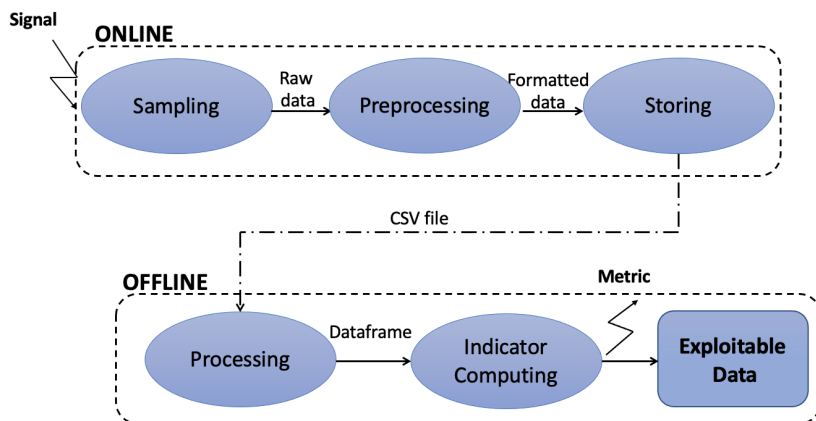 Signal
ONLINE
Sampling
Raw
data
Preprocessing
Formatted
data
Storing
CSV file
OFFLINE
Metric
Processing
Dataframe
Indicator
Computing
Exploitable
Data